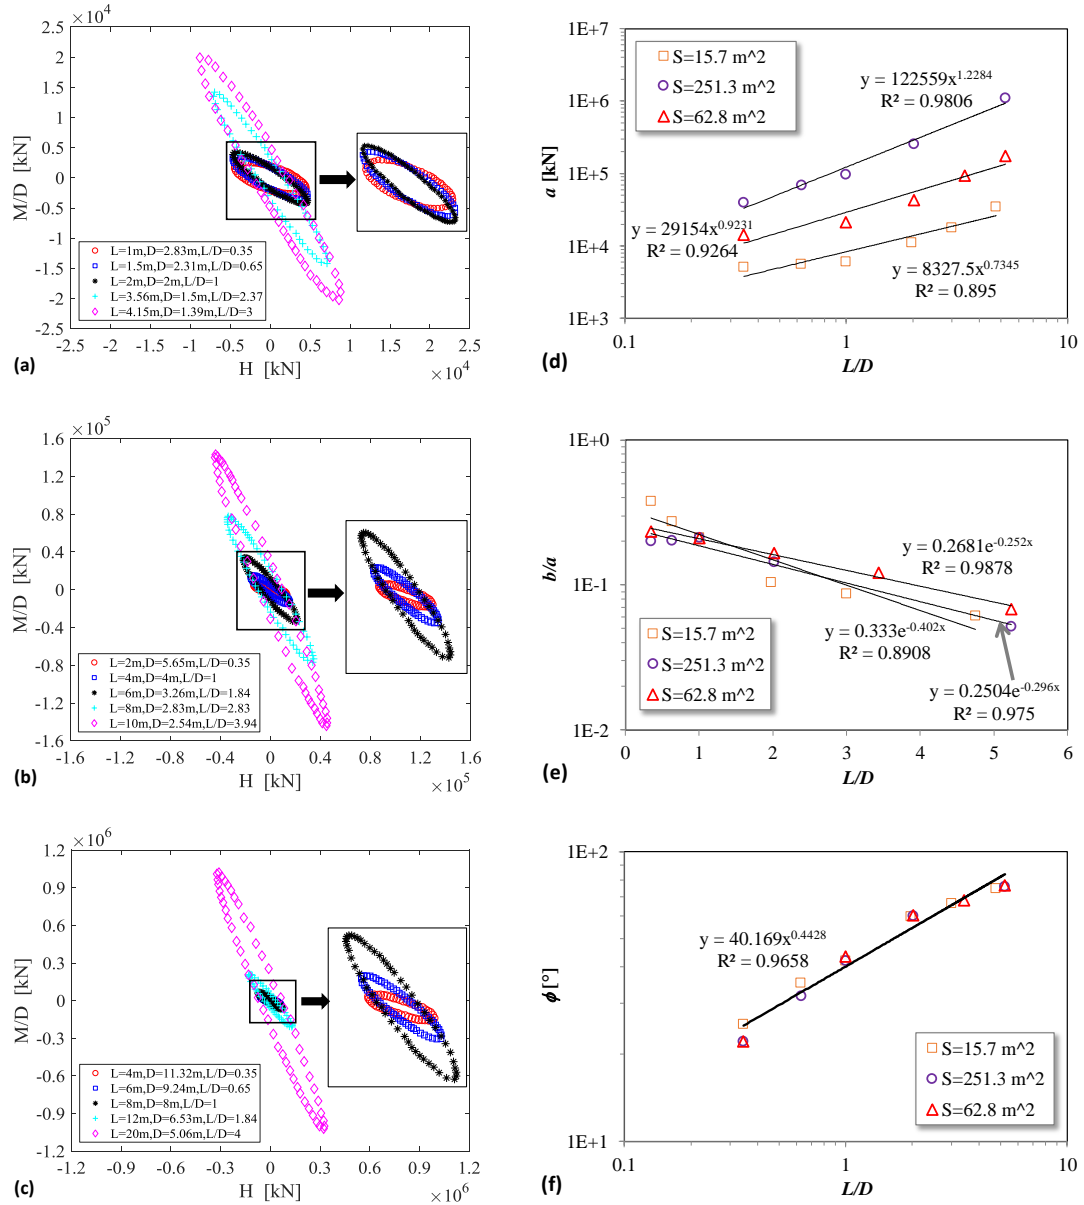 ×10^4
2.5
2
1.5
1
0.5
0
-0.5
-1
-1.5
-2
-2.5
M/D [kN]
L=1m,D=2.83m,L/D=0.35
L=1.5m,D=2.31m,L/D=0.65
L=2m,D=2m,L/D=1
L=3.56m,D=1.5m,L/D=2.37
L=4.15m,D=1.39m,L/D=3
-2.5 -2 -1.5 -1 -0.5 0 0.5 1 1.5 2 2.5
H [kN]
×10^4
(a)
1E+7
1E+6
1E+5
1E+4
1E+3
a [kN]
S=15.7 m^2
S=251.3 m^2
S=62.8 m^2
y = 122559x^1.2284
R² = 0.9806
y = 29154x^0.9231
R² = 0.9264
y = 8327.5x^0.7345
R² = 0.895
0.1 1 10
L/D
(d)
×10^5
1.6
1.2
0.8
0.4
0
-0.4
-0.8
-1.2
-1.6
M/D [kN]
L=2m,D=5.65m,L/D=0.35
L=4m,D=4m,L/D=1
L=6m,D=3.26m,L/D=1.84
L=8m,D=2.83m,L/D=2.83
L=10m,D=2.54m,L/D=3.94
-1.6 -1.2 -0.8 -0.4 0 0.4 0.8 1.2 1.6
H [kN]
×10^5
(b)
1E+0
1E-1
1E-2
b/a
y = 0.2681e^-0.252x
R² = 0.9878
y = 0.333e^-0.402x
R² = 0.8908
y = 0.2504e^-0.296x
R² = 0.975
S=15.7 m^2
S=251.3 m^2
S=62.8 m^2
0 1 2 3 4 5 6
L/D
(e)
×10^6
1.2
0.9
0.6
0.3
0
-0.3
-0.6
-0.9
-1.2
M/D [kN]
L=4m,D=11.32m,L/D=0.35
L=6m,D=9.24m,L/D=0.65
L=8m,D=8m,L/D=1
L=12m,D=6.53m,L/D=1.84
L=20m,D=5.06m,L/D=4
-1.2 -0.9 -0.6 -0.3 0 0.3 0.6 0.9 1.2
H [kN]
×10^6
(c)
1E+2
1E+1
ϕ [°]
y = 40.169x^0.4428
R² = 0.9658
S=15.7 m^2
S=251.3 m^2
S=62.8 m^2
0.1 1 10
L/D
(f)